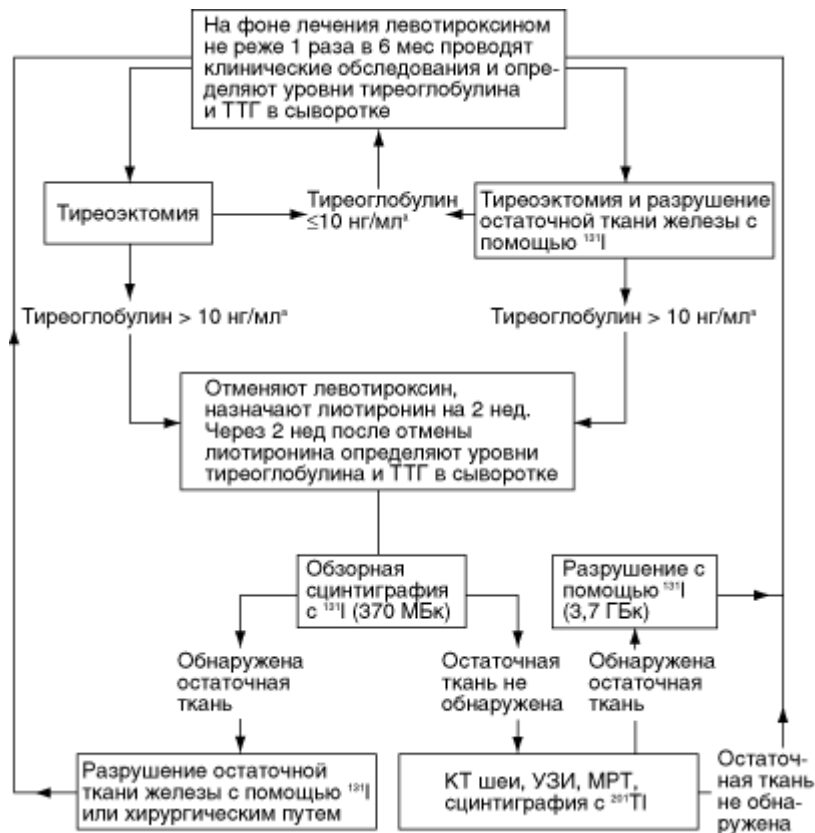 На фоне лечения левотироксином
не реже 1 раза в 6 мес проводят
клинические обследования и опре-
деляют уровни тиреоглобулина
и ТТГ в сыворотке
Тиреоэктомия
Тиреоглобулин
≤10 нг/млª
Тиреоэктомия и разрушение
остаточной ткани железы с
помощью ¹³¹I
Тиреоглобулин > 10 нг/млª
Тиреоглобулин > 10 нг/млª
Отменяют левотироксин,
назначают лиотиронин на 2 нед.
Через 2 нед после отмены
лиотиронина определяют уровни
тиреоглобулина и ТТГ в сыворотке
Обзорная
сцинтиграфия
с ¹³¹I (370 МБк)
Разрушение с
помощью ¹³¹I
(3,7 ГБк)
Обнаружена
остаточная
ткань
Остаточная
ткань не
обнаружена
Обнаружена
остаточная
ткань
Разрушение остаточной
ткани железы с помощью ¹³¹I
или хирургическим путем
КТ шеи, УЗИ, МРТ,
сцинтиграфия с ²⁰¹Tl
Остаточ-
ная ткань
не обна-
ружена